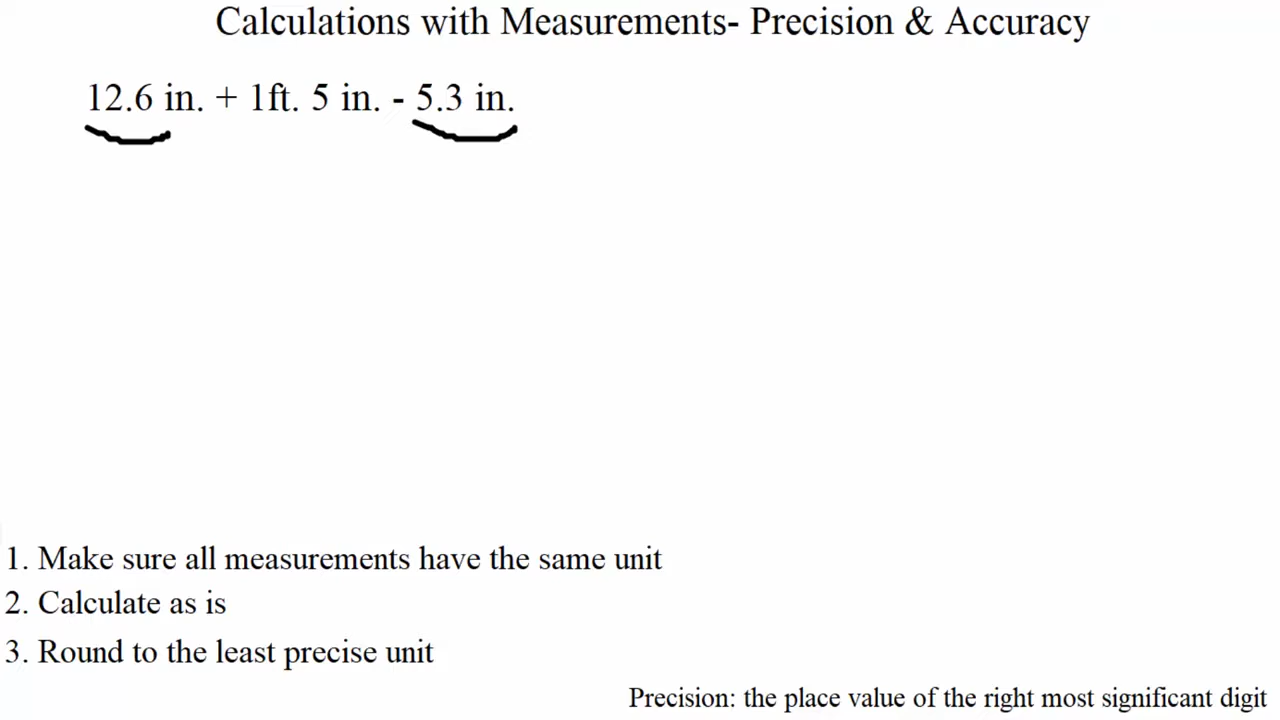 Calculations with Measurements- Precision & Accuracy
12.6 in. + 1ft. 5 in. - 5.3 in.
1. Make sure all measurements have the same unit
2. Calculate as is
3. Round to the least precise unit
Precision: the place value of the right most significant digit